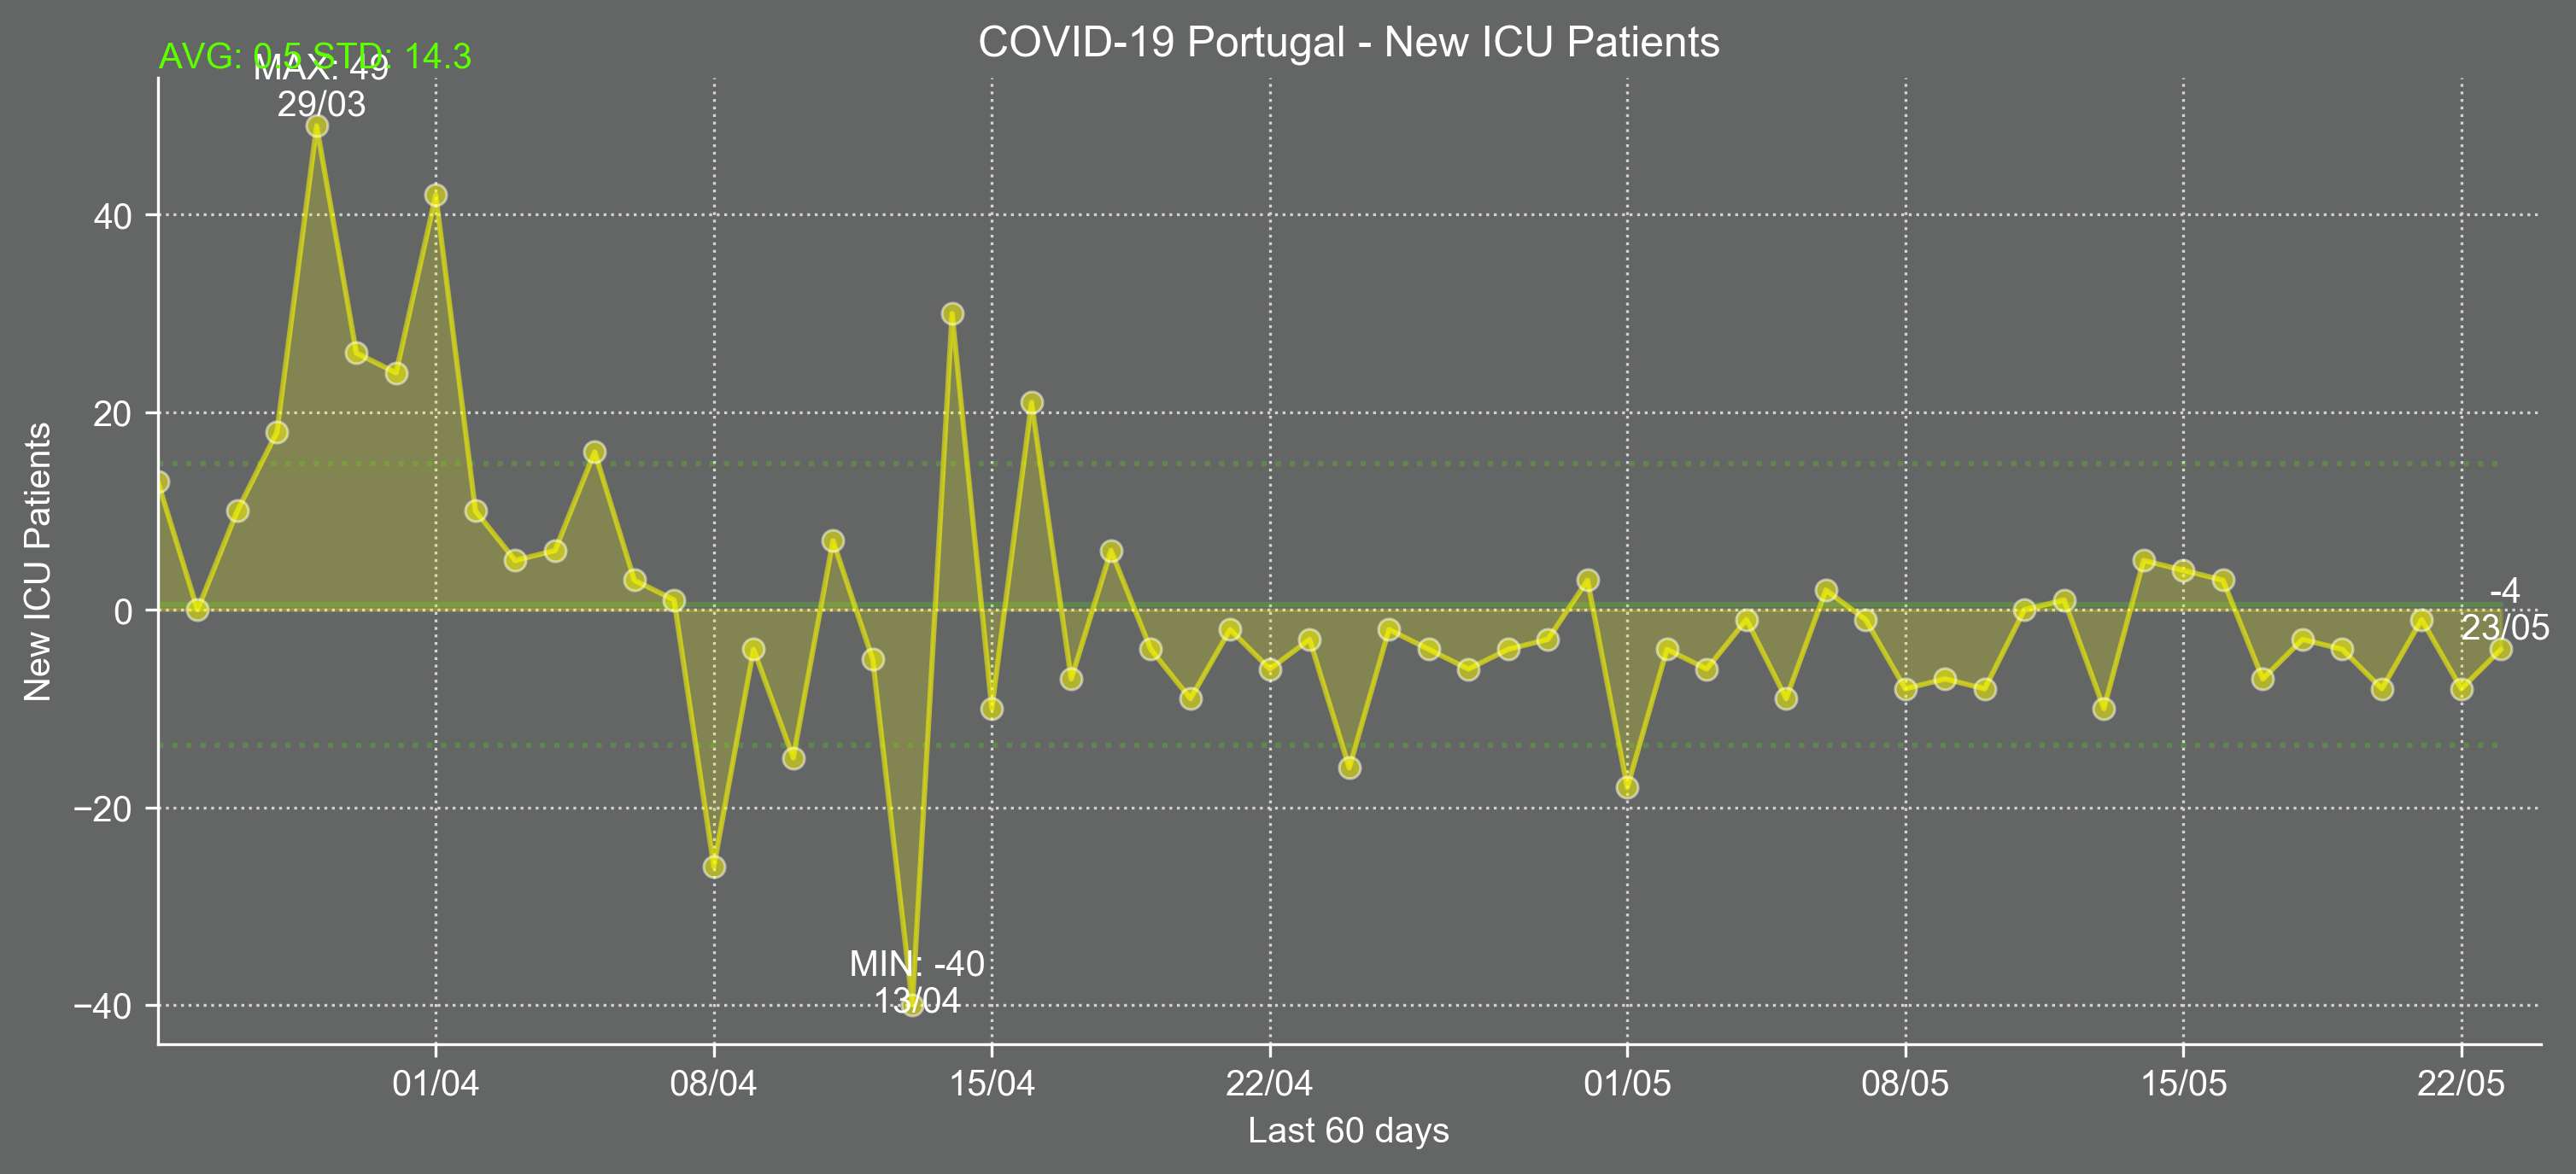 COVID-19 Portugal - New ICU Patients
AVG: 0.5 STD: 14.3
MAX: 49
29/03
40
20
0
−20
−40
New ICU Patients
-4
23/05
MIN: -40
13/04
01/04 08/04 15/04 22/04 01/05 08/05 15/05 22/05
Last 60 days